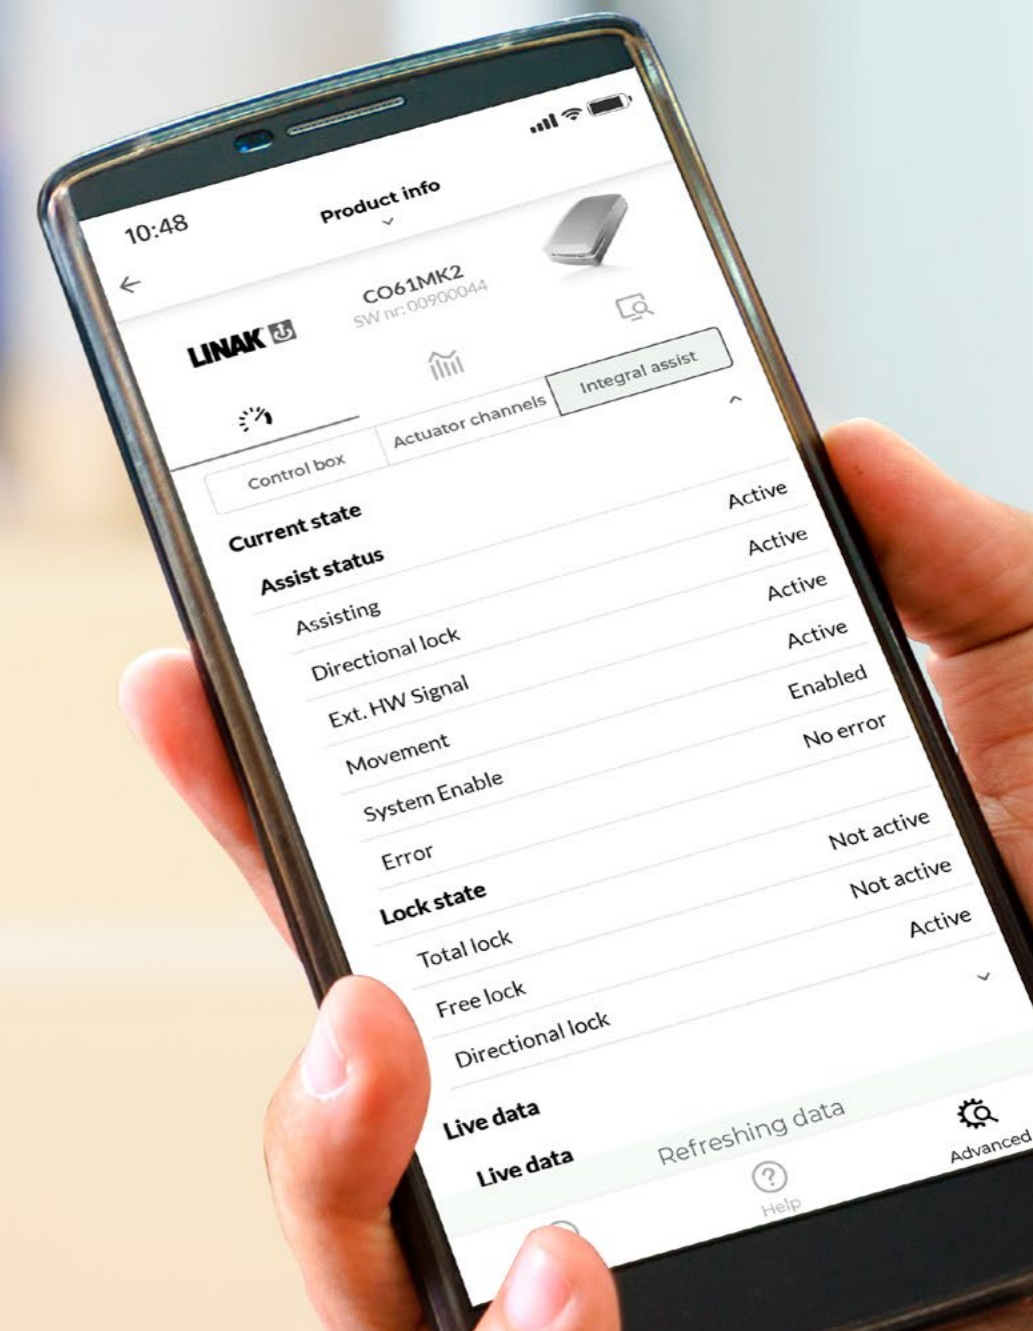 10:48
Product info
LINAK
CO61MK2
SW nr: 00900044
Control box
Actuator channels
Integral assist
Current state
Assist status
Assisting Active
Directional lock Active
Ext. HW Signal Active
Movement Active
System Enable Enabled
Error No error
Lock state
Total lock Not active
Free lock Not active
Directional lock Active
Live data
Live data
Refreshing data
Help
Advanced